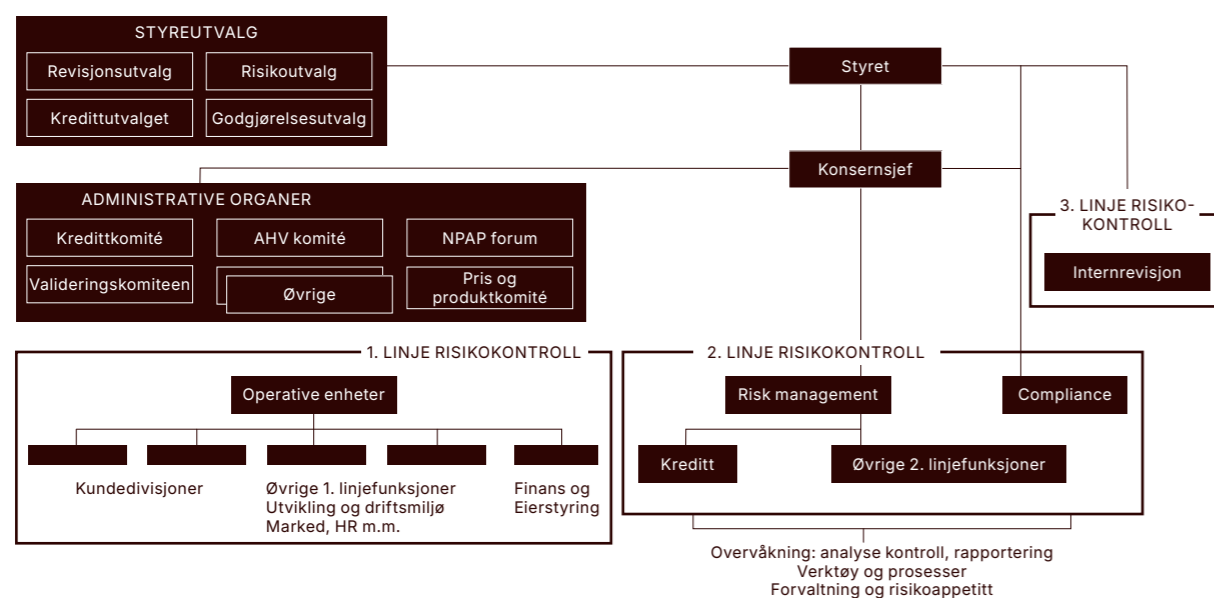 STYREUTVALG
Revisjonsutvalg
Risikoutvalg
Kredittutvalget
Godgjørelsesutvalg
Styret
Konsernsjef
ADMINISTRATIVE ORGANER
Kredittkomité
AHV komité
NPAP forum
Valideringskomiteen
Øvrige
Pris og
produktkomité
3. LINJE RISIKO-
KONTROLL
Internrevisjon
1. LINJE RISIKOKONTROLL
Operative enheter
Kundedivisjoner
Øvrige 1. linjefunksjoner
Utvikling og driftsmiljø
Marked, HR m.m.
Finans og
Eierstyring
2. LINJE RISIKOKONTROLL
Risk management
Compliance
Kreditt
Øvrige 2. linjefunksjoner
Overvåkning: analyse kontroll, rapportering
Verktøy og prosesser
Forvaltning og risikoappetitt